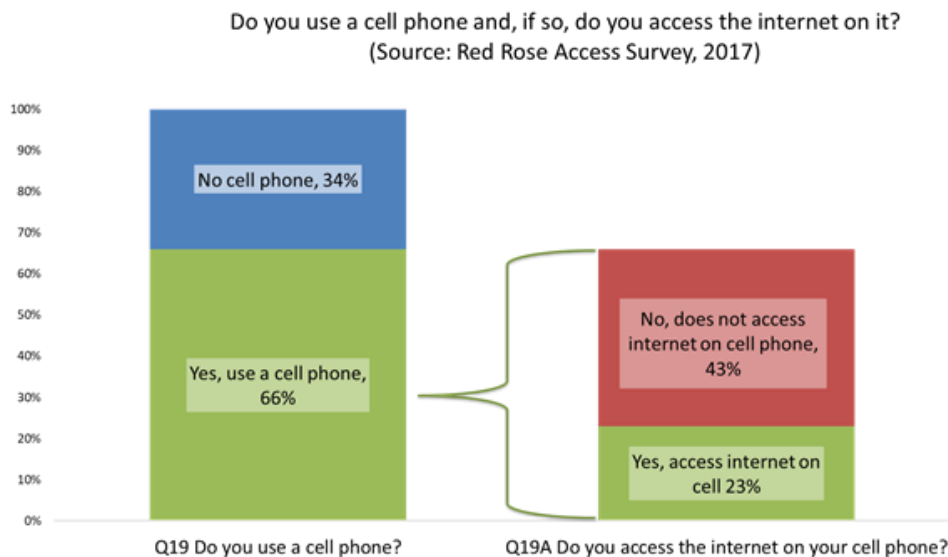 Do you use a cell phone and, if so, do you access the internet on it?
(Source: Red Rose Access Survey, 2017)
100%
90%
80%
70%
60%
50%
40%
30%
20%
10%
0%
No cell phone, 34%
Yes, use a cell phone,
66%
No, does not access
internet on cell phone,
43%
Yes, access internet on
cell 23%
Q19 Do you use a cell phone?
Q19A Do you access the internet on your cell phone?